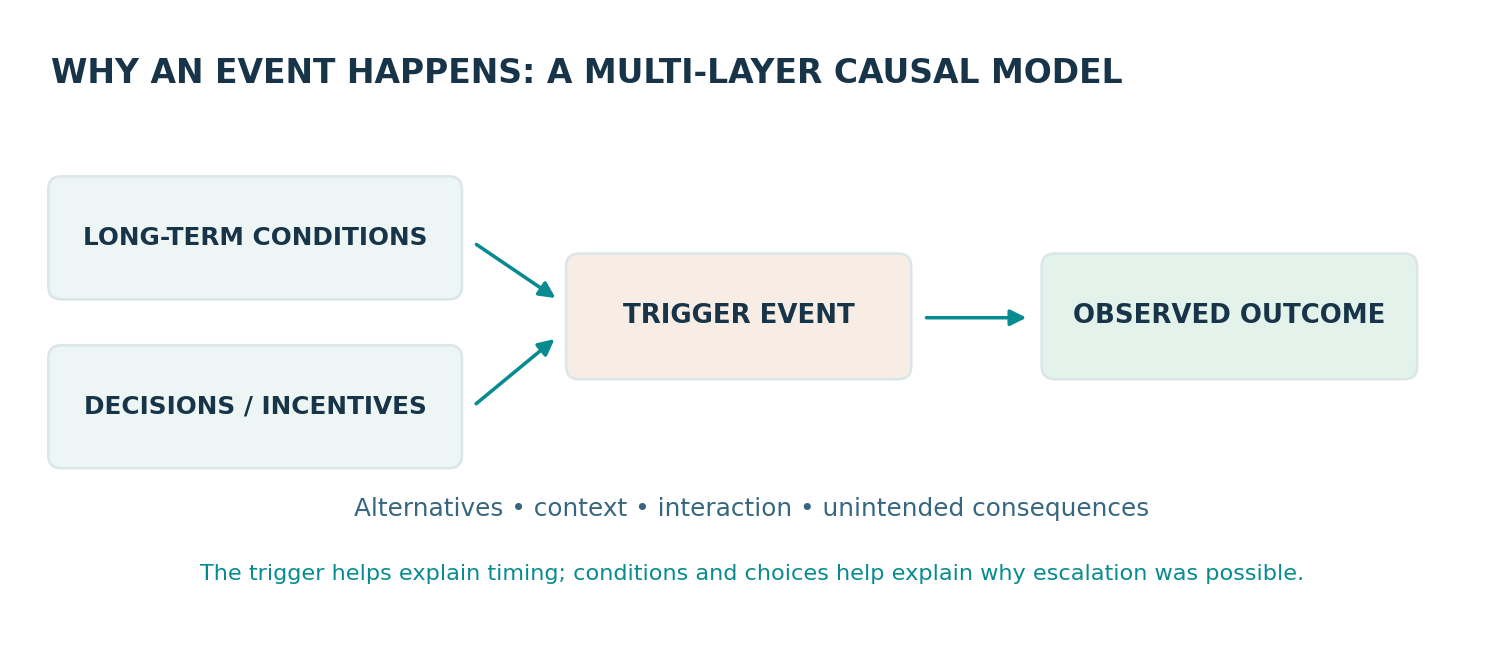 WHY AN EVENT HAPPENS: A MULTI-LAYER CAUSAL MODEL
LONG-TERM CONDITIONS
DECISIONS / INCENTIVES
TRIGGER EVENT
OBSERVED OUTCOME
Alternatives • context • interaction • unintended consequences
The trigger helps explain timing; conditions and choices help explain why escalation was possible.